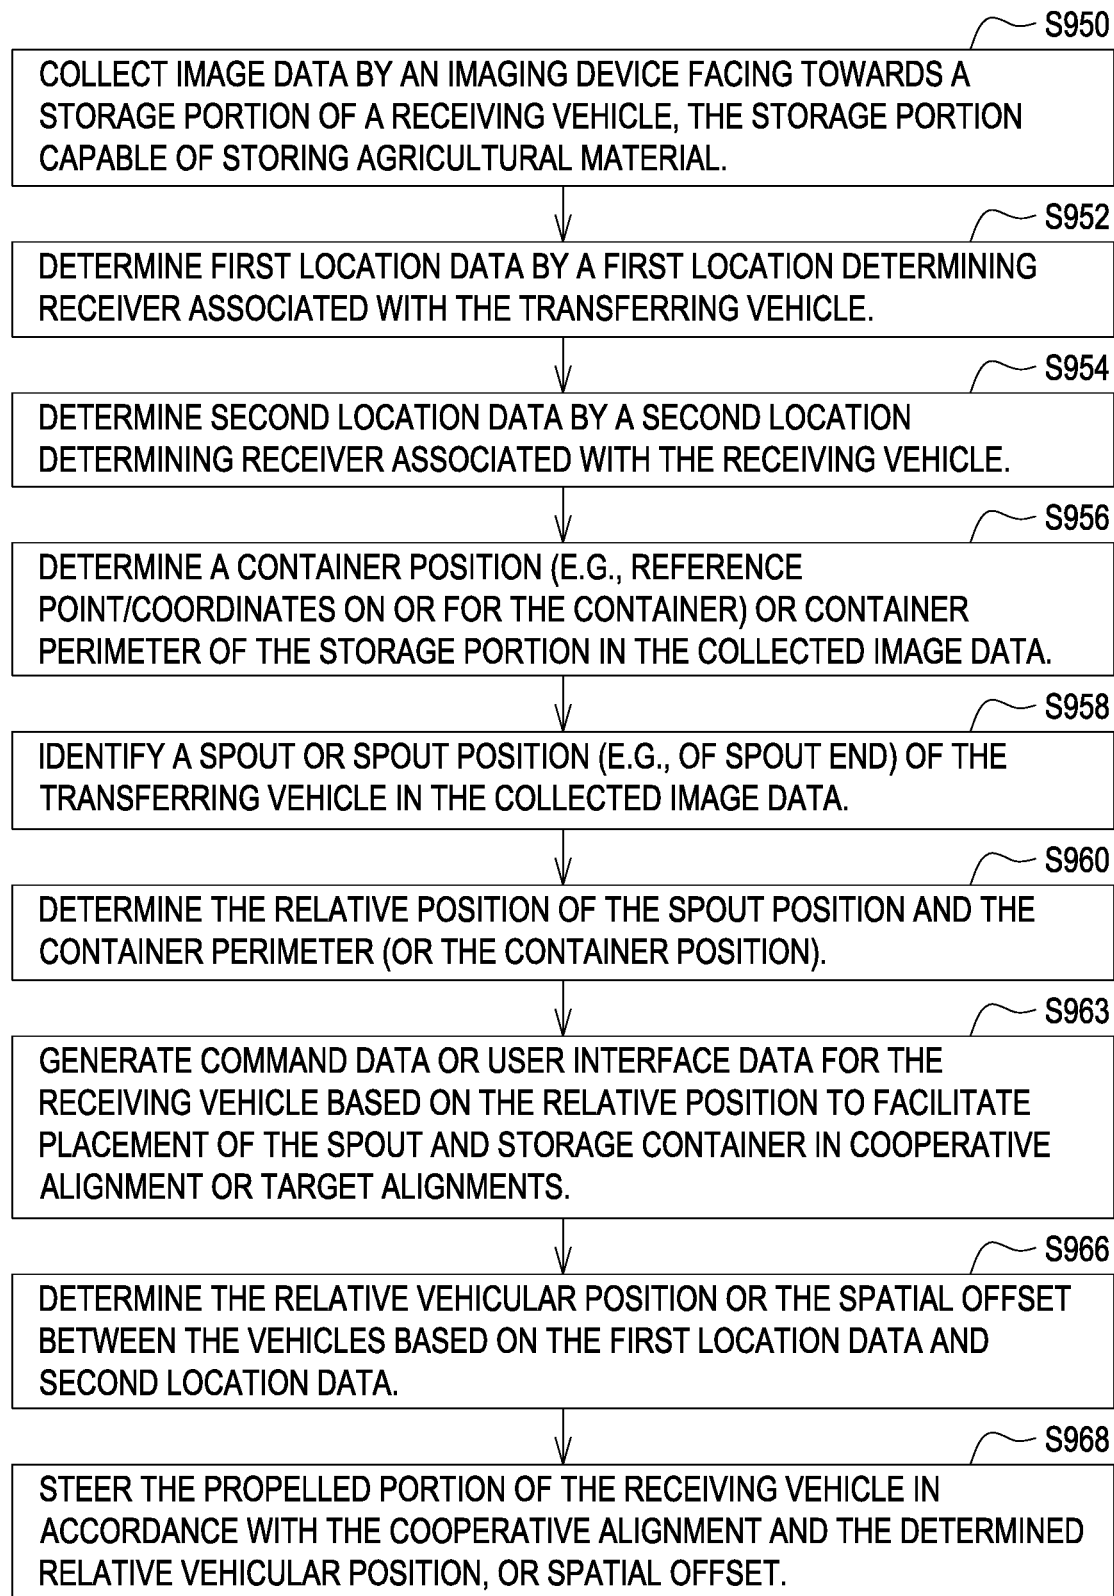 S950
COLLECT IMAGE DATA BY AN IMAGING DEVICE FACING TOWARDS A
STORAGE PORTION OF A RECEIVING VEHICLE, THE STORAGE PORTION
CAPABLE OF STORING AGRICULTURAL MATERIAL.
S952
DETERMINE FIRST LOCATION DATA BY A FIRST LOCATION DETERMINING
RECEIVER ASSOCIATED WITH THE TRANSFERRING VEHICLE.
S954
DETERMINE SECOND LOCATION DATA BY A SECOND LOCATION
DETERMINING RECEIVER ASSOCIATED WITH THE RECEIVING VEHICLE.
S956
DETERMINE A CONTAINER POSITION (E.G., REFERENCE
POINT/COORDINATES ON OR FOR THE CONTAINER) OR CONTAINER
PERIMETER OF THE STORAGE PORTION IN THE COLLECTED IMAGE DATA.
S958
IDENTIFY A SPOUT OR SPOUT POSITION (E.G., OF SPOUT END) OF THE
TRANSFERRING VEHICLE IN THE COLLECTED IMAGE DATA.
S960
DETERMINE THE RELATIVE POSITION OF THE SPOUT POSITION AND THE
CONTAINER PERIMETER (OR THE CONTAINER POSITION).
S963
GENERATE COMMAND DATA OR USER INTERFACE DATA FOR THE
RECEIVING VEHICLE BASED ON THE RELATIVE POSITION TO FACILITATE
PLACEMENT OF THE SPOUT AND STORAGE CONTAINER IN COOPERATIVE
ALIGNMENT OR TARGET ALIGNMENTS.
S966
DETERMINE THE RELATIVE VEHICULAR POSITION OR THE SPATIAL OFFSET
BETWEEN THE VEHICLES BASED ON THE FIRST LOCATION DATA AND
SECOND LOCATION DATA.
S968
STEER THE PROPELLED PORTION OF THE RECEIVING VEHICLE IN
ACCORDANCE WITH THE COOPERATIVE ALIGNMENT AND THE DETERMINED
RELATIVE VEHICULAR POSITION, OR SPATIAL OFFSET.